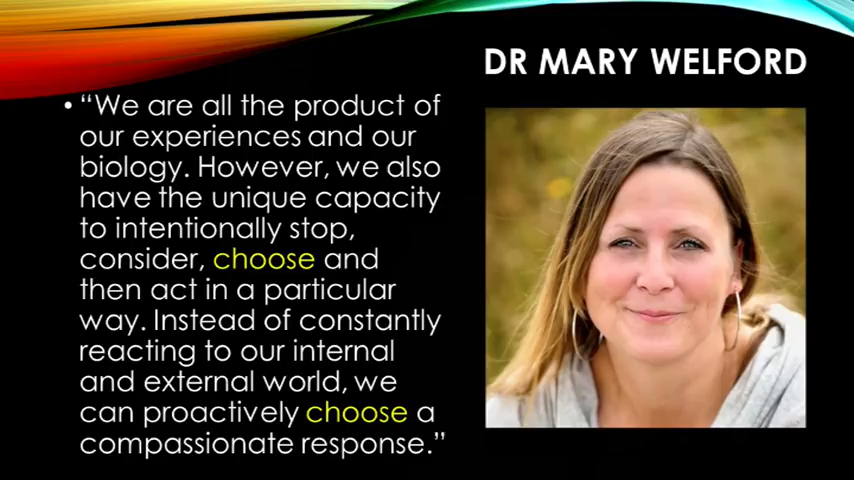 DR MARY WELFORD
• “We are all the product of
our experiences and our
biology. However, we also
have the unique capacity
to intentionally stop,
consider, choose and
then act in a particular
way. Instead of constantly
reacting to our internal
and external world, we
can proactively choose a
compassionate response.”